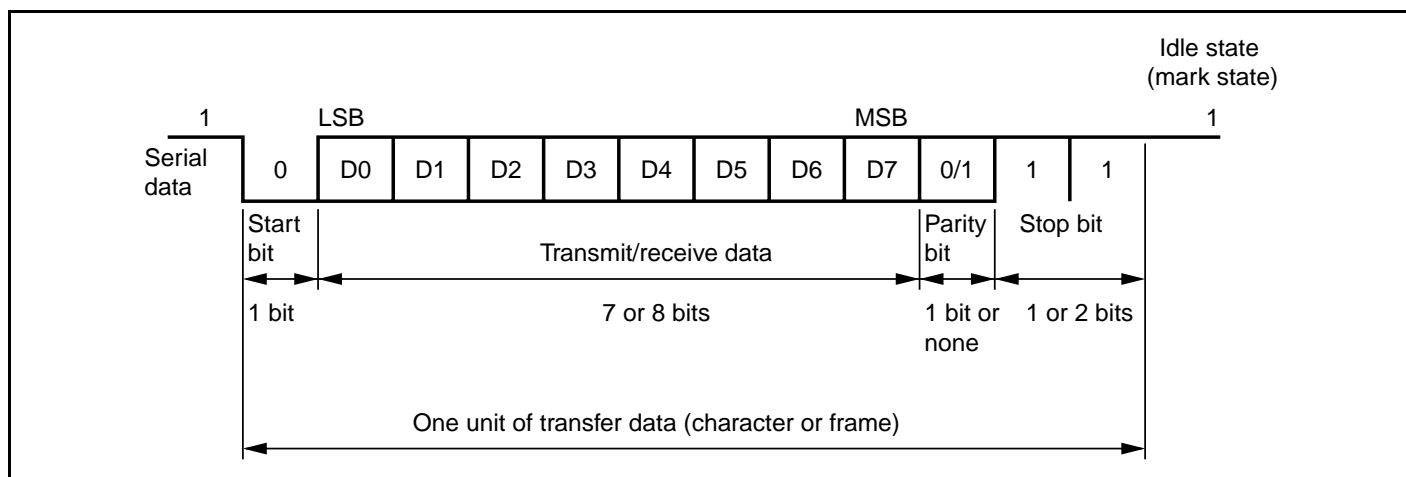 Idle state
(mark state)
1 LSB MSB 1
Serial
data
0 D0 D1 D2 D3 D4 D5 D6 D7 0/1 1 1
Start
bit
Transmit/receive data
Parity
bit
Stop bit
1 bit
7 or 8 bits
1 bit or
none
1 or 2 bits
One unit of transfer data (character or frame)